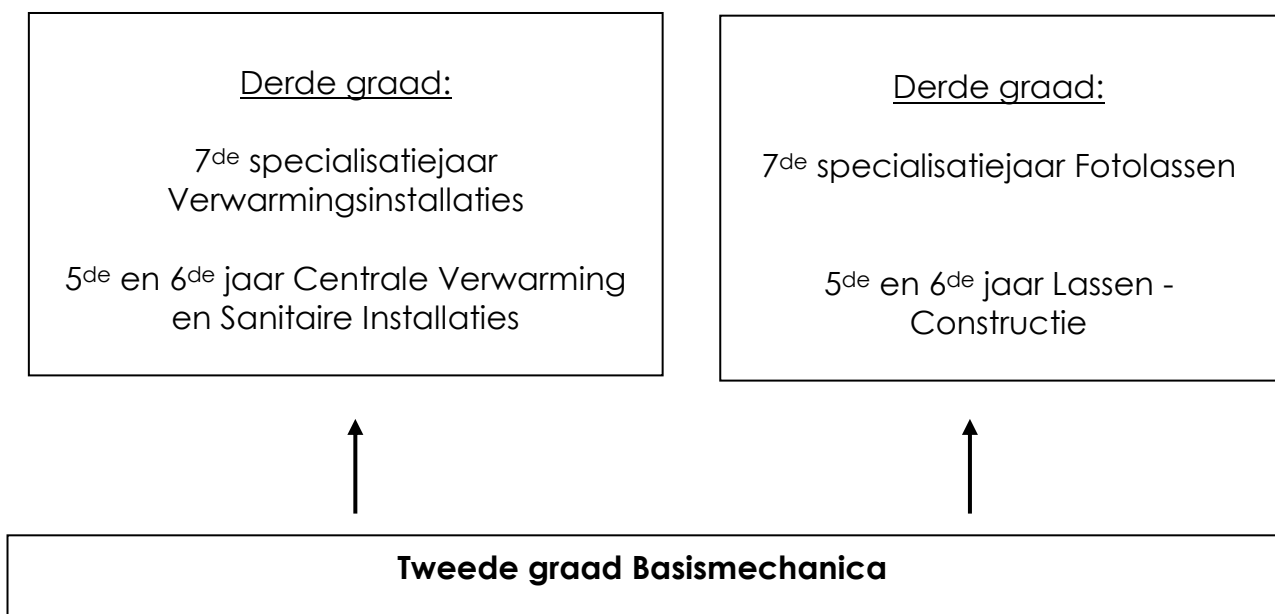 Derde graad:
7de specialisatiejaar
Verwarmingsinstallaties
5de en 6de jaar Centrale Verwarming
en Sanitaire Installaties
Derde graad:
7de specialisatiejaar Fotolassen
5de en 6de jaar Lassen -
Constructie
Tweede graad Basismechanica